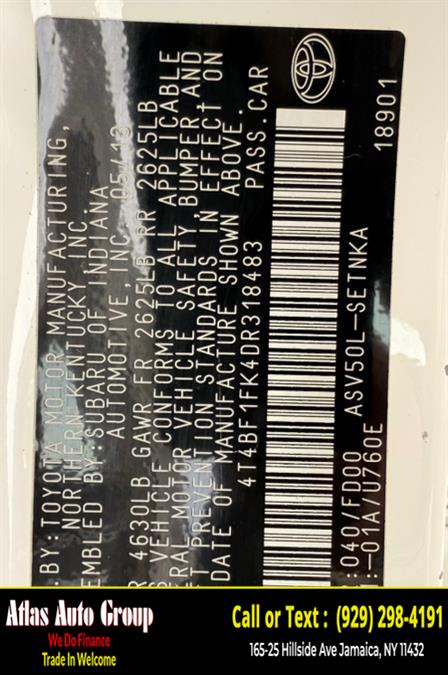 BY: TOYOTA MOTOR MANUFACTURING,
NORTHERN KENTUCKY INC.
EMBLED BY: SUBARU OF INDIANA
AUTOMOTIVE, INC. 05/13
R 4630LB GAWR FR 2625LB RR 2625LB
S VEHICLE CONFORMS TO ALL APPLICABLE
ERAL MOTOR VEHICLE SAFETY, BUMPER, AND
T PREVENTION STANDARDS IN EFFECT ON
DATE OF MANUFACTURE SHOWN ABOVE.
4T4BF1FK4DR318483 PASS.CAR
R:040/FD00 ASV50L-SETNKA
:-01A/U760E 18901
Atlas Auto Group
We Do Finance
Trade In Welcome
Call or Text : (929) 298-4191
165-25 Hillside Ave Jamaica, NY 11432